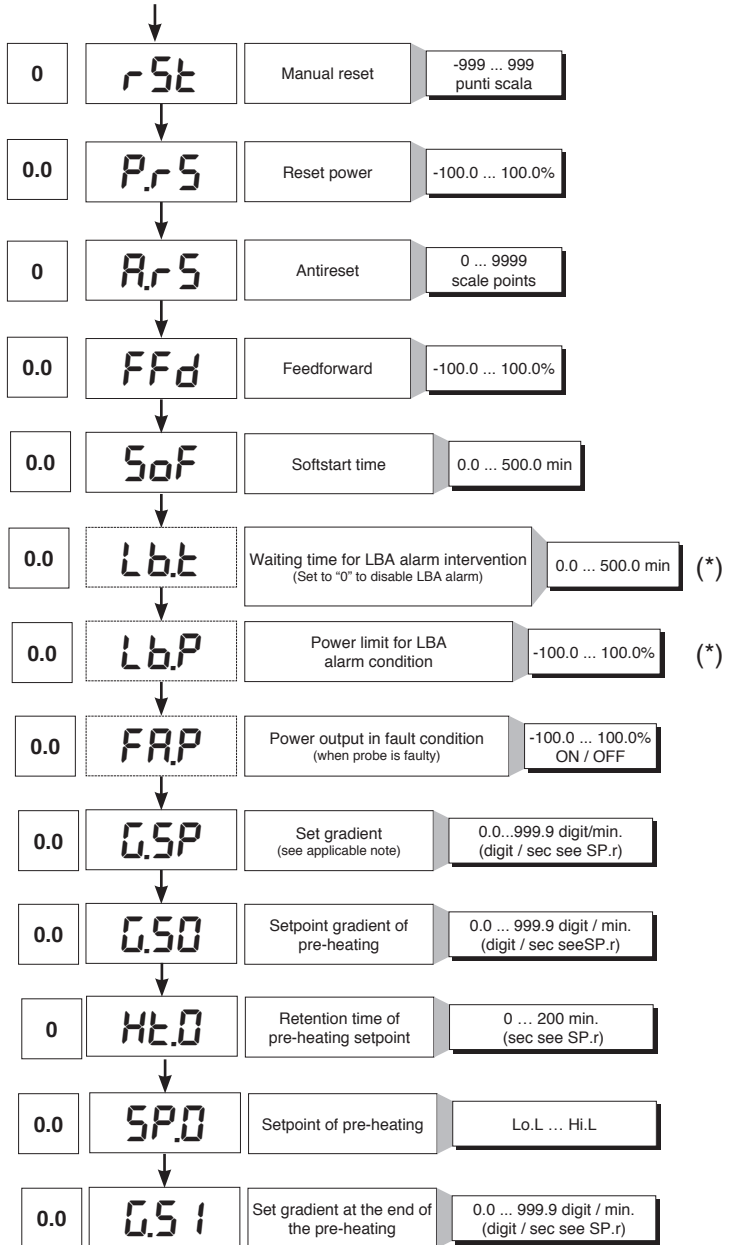 0
rSt
Manual reset
-999 ... 999
punti scala
0.0
P.rS
Reset power
-100.0 ... 100.0%
0
A.rS
Antireset
0 ... 9999
scale points
0.0
FFd
Feedforward
-100.0 ... 100.0%
0.0
SoF
Softstart time
0.0 ... 500.0 min
0.0
Lb.t
Waiting time for LBA alarm intervention
(Set to “0” to disable LBA alarm)
0.0 ... 500.0 min
(*)
0.0
Lb.P
Power limit for LBA
alarm condition
-100.0 ... 100.0%
(*)
0.0
FA.P
Power output in fault condition
(when probe is faulty)
-100.0 ... 100.0%
ON / OFF
0.0
G.SP
Set gradient
(see applicable note)
0.0...999.9 digit/min.
(digit / sec see SP.r)
0.0
G.S0
Setpoint gradient of
pre-heating
0.0 ... 999.9 digit / min.
(digit / sec seeSP.r)
0
Ht.0
Retention time of
pre-heating setpoint
0 … 200 min.
(sec see SP.r)
0.0
SP.0
Setpoint of pre-heating
Lo.L … Hi.L
0.0
G.S1
Set gradient at the end of
the pre-heating
0.0 ... 999.9 digit / min.
(digit / sec see SP.r)